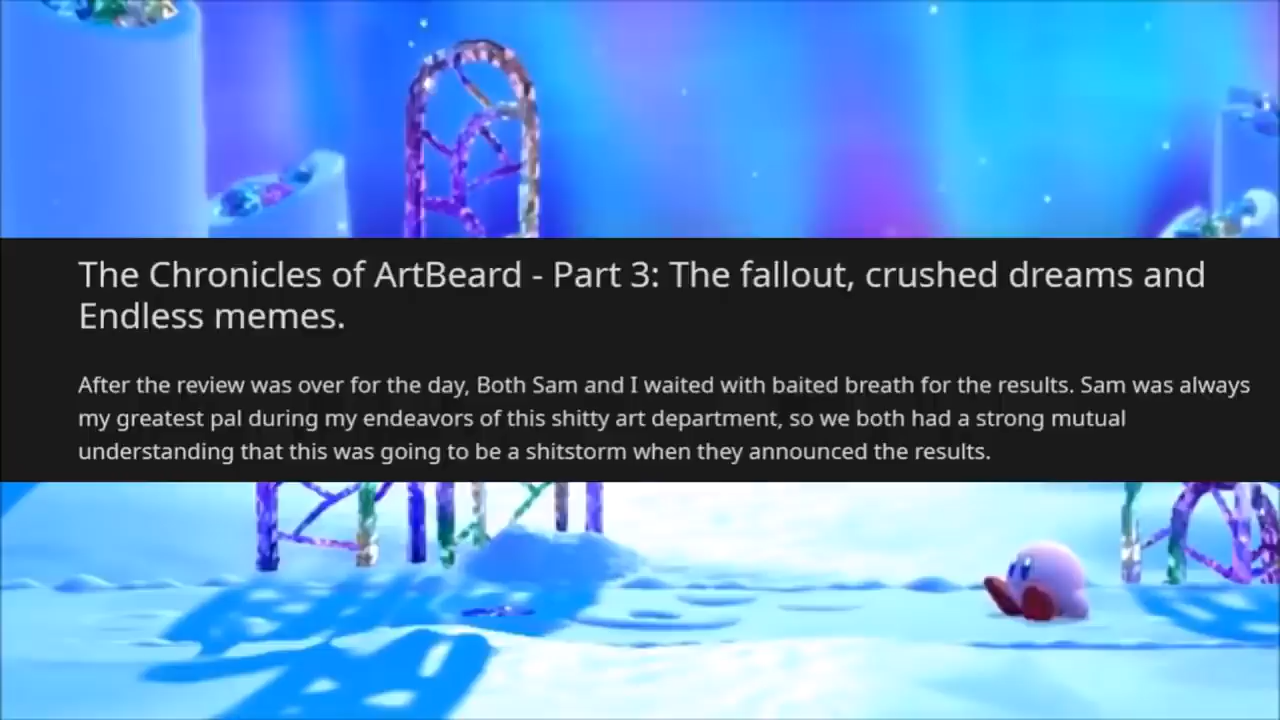 The Chronicles of ArtBeard - Part 3: The fallout, crushed dreams and
Endless memes.
After the review was over for the day, Both Sam and I waited with baited breath for the results. Sam was always
my greatest pal during my endeavors of this shitty art department, so we both had a strong mutual
understanding that this was going to be a shitstorm when they announced the results.